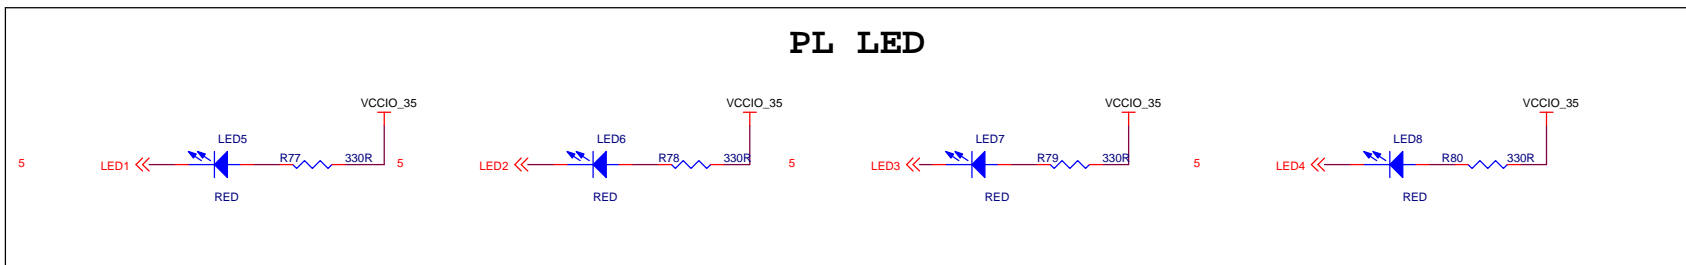 PL LED
VCCIO_35 VCCIO_35 VCCIO_35 VCCIO_35
LED5 LED6 LED7 LED8
5 LED1 R77 330R 5 LED2 R78 330R 5 LED3 R79 330R 5 LED4 R80 330R
RED RED RED RED